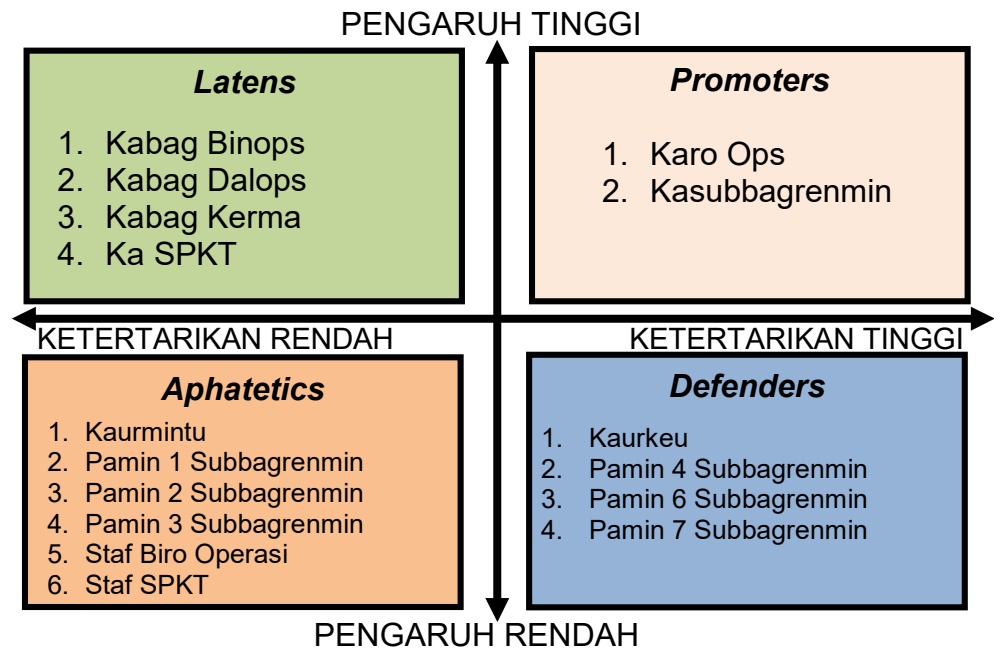 PENGARUH TINGGI
Latens
1. Kabag Binops
2. Kabag Dalops
3. Kabag Kerma
4. Ka SPKT
Promoters
1. Karo Ops
2. Kasubbagrenmin
KETERTARIKAN RENDAH
KETERTARIKAN TINGGI
Aphatetics
1. Kaurmintu
2. Pamin 1 Subbagrenmin
3. Pamin 2 Subbagrenmin
4. Pamin 3 Subbagrenmin
5. Staf Biro Operasi
6. Staf SPKT
Defenders
1. Kaurkeu
2. Pamin 4 Subbagrenmin
3. Pamin 6 Subbagrenmin
4. Pamin 7 Subbagrenmin
PENGARUH RENDAH